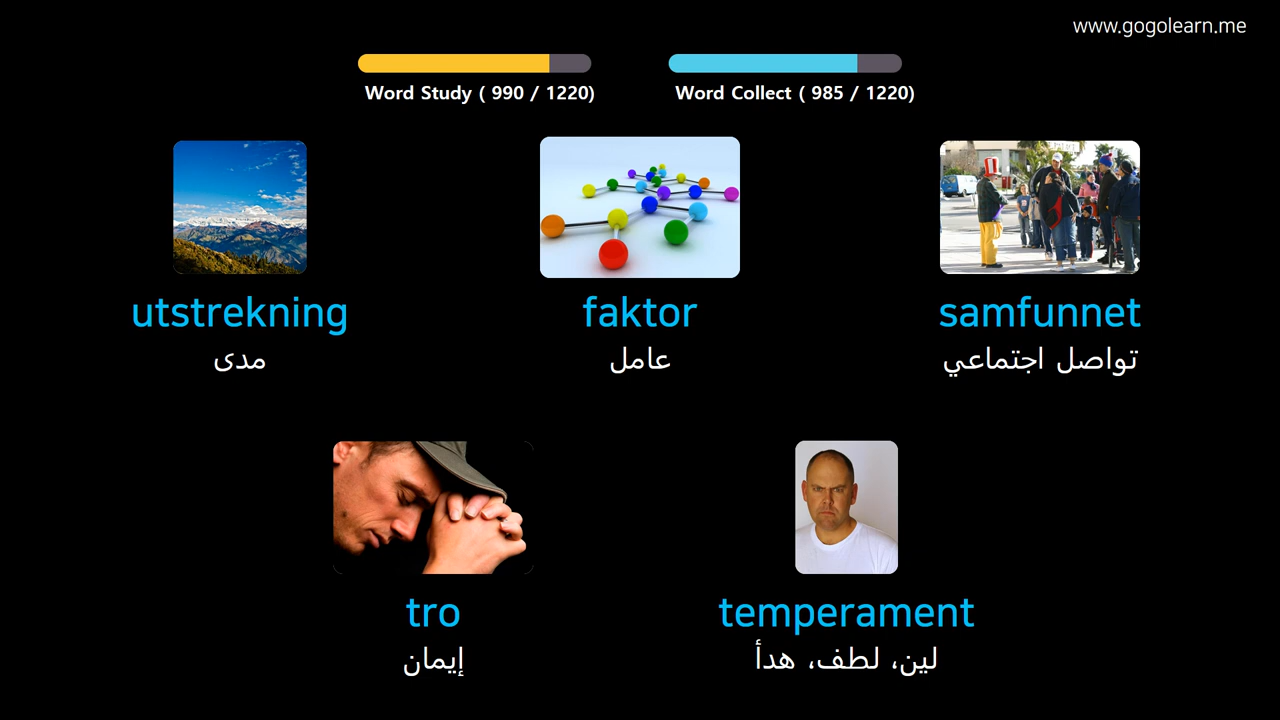 www.gogolearn.me
Word Study ( 990 / 1220)
Word Collect ( 985 / 1220)
utstrekning
faktor
samfunnet
مدى
عامل
تواصل اجتماعي
tro
temperament
إيمان
لين، لطف، هدأ